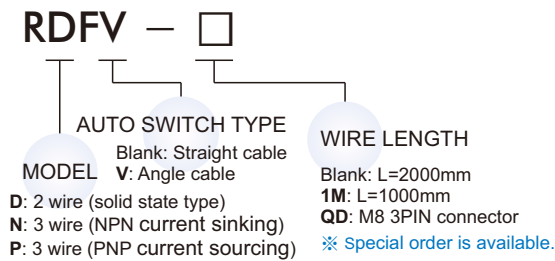 RDFV – □
AUTO SWITCH TYPE
Blank: Straight cable
V: Angle cable
MODEL
D: 2 wire (solid state type)
N: 3 wire (NPN current sinking)
P: 3 wire (PNP current sourcing)
WIRE LENGTH
Blank: L=2000mm
1M: L=1000mm
QD: M8 3PIN connector
※ Special order is available.